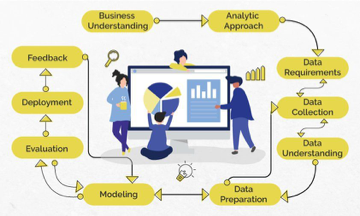 Business
Understanding
Analytic
Approach
Feedback
Data
Requirements
Deployment
Data
Collection
Evaluation
Data
Understanding
Modeling
Data
Preparation